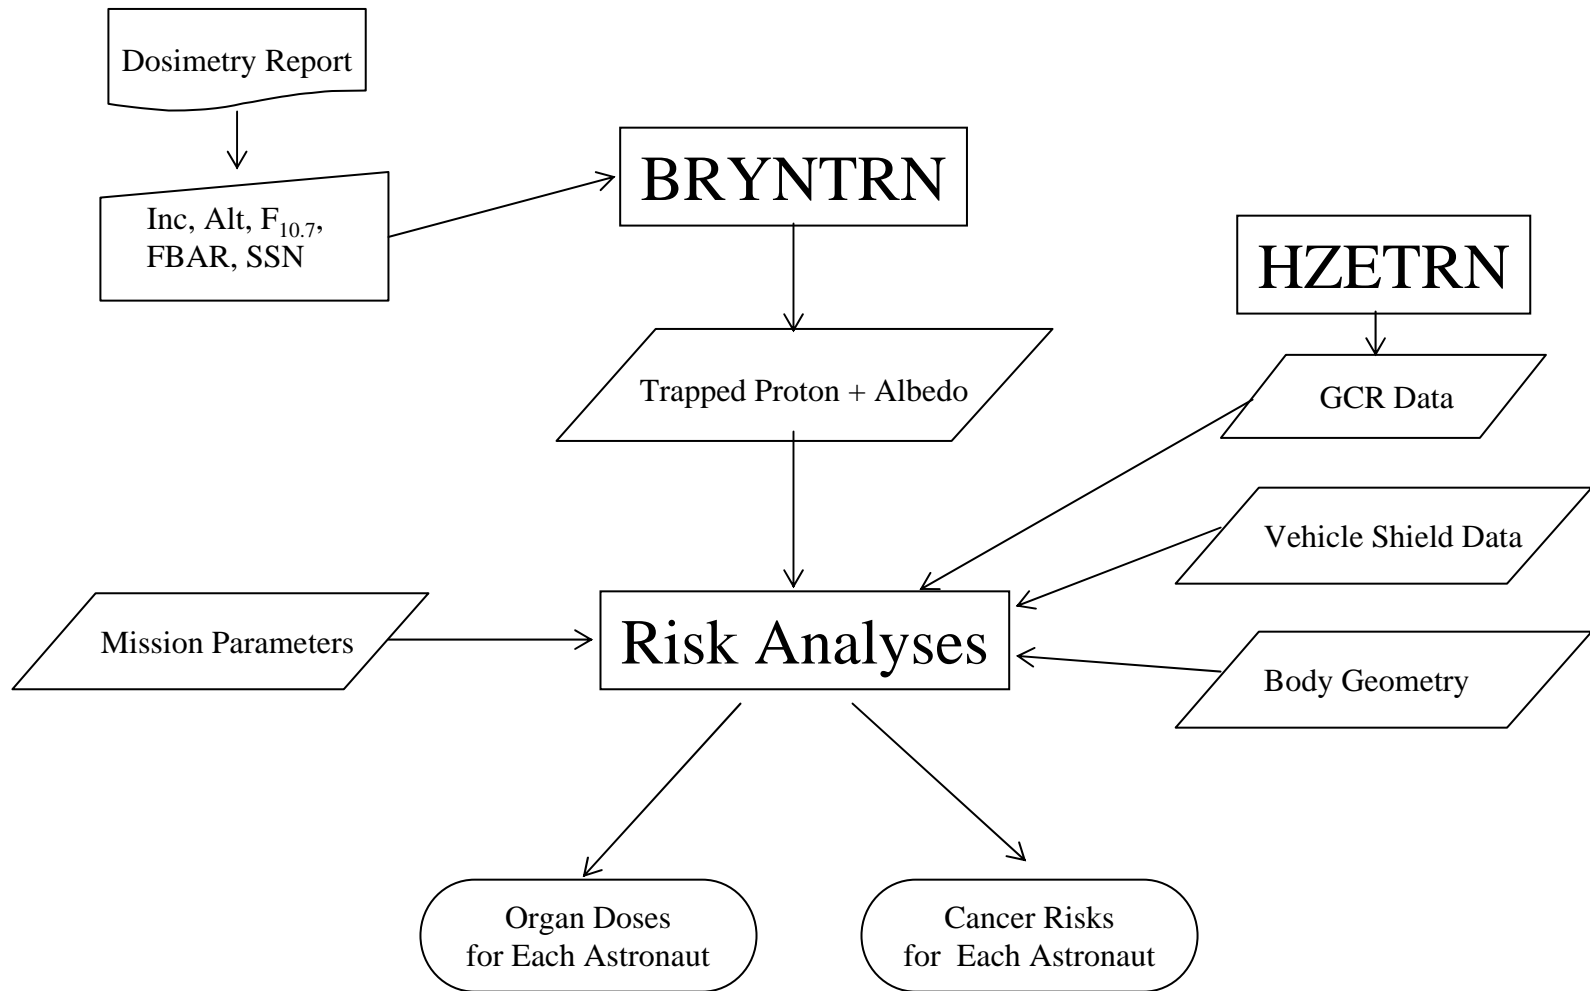 Dosimetry Report
BRYNTRN
Inc, Alt, F10.7,
FBAR, SSN
HZETRN
Trapped Proton + Albedo
GCR Data
Vehicle Shield Data
Mission Parameters
Risk Analyses
Body Geometry
Organ Doses
for Each Astronaut
Cancer Risks
for Each Astronaut